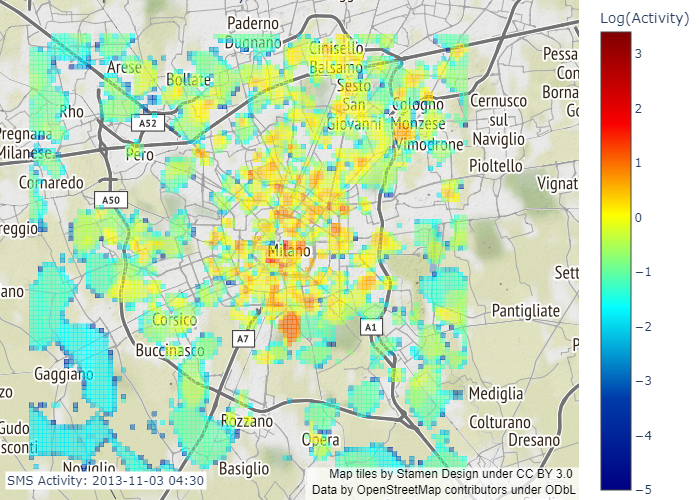 Paderno
Dugnano
Cinisello
Balsamo
Arese
Bollate
Sesto
San
Giovanni
Cologno
Monzese
Vimodrone
Cernusco
sul
Naviglio
Pioltello
Pessa
Con
Borna
Go
Vignat
Rho
A52
Pregnana
Milanese
Pero
Cornaredo
A50
reggio
Milano
Sett
ano
Pantigliate
Corsico
A7
A1
Buccinasco
P
Gaggiano
zo
Mediglia
Rozzano
Colturano
Dresano
Gudo
sconti
Opera
Noviglio
Basiglio
SMS Activity: 2013-11-03 04:30
Map tiles by Stamen Design under CC BY 3.0
Data by OpenStreetMap contributors under ODbL
Log(Activity)
3
2
1
0
−1
−2
−3
−4
−5